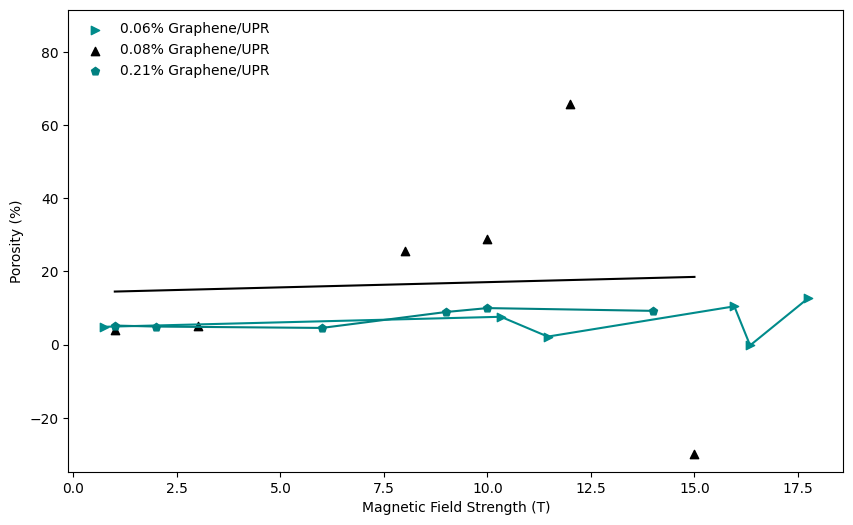 0.06% Graphene/UPR
0.08% Graphene/UPR
0.21% Graphene/UPR
80
60
40
20
0
−20
Porosity (%)
0.0 2.5 5.0 7.5 10.0 12.5 15.0 17.5
Magnetic Field Strength (T)